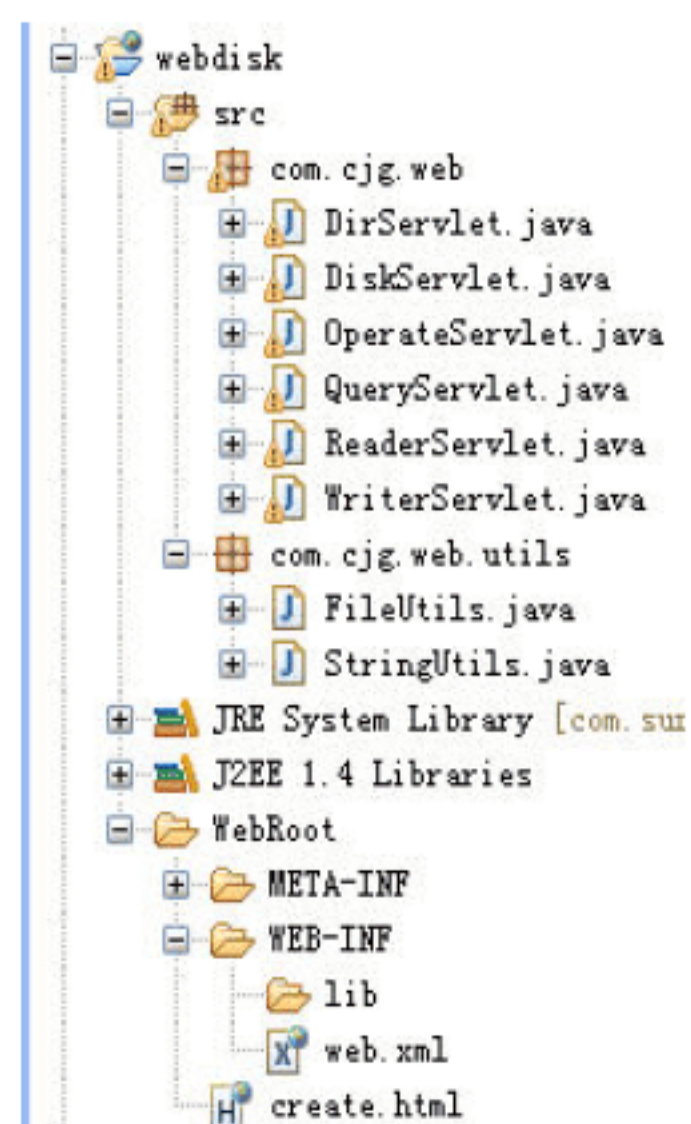 webdisk
src
com.cjg.web
DirServlet.java
DiskServlet.java
OperateServlet.java
QueryServlet.java
ReaderServlet.java
WriterServlet.java
com.cjg.web.utils
FileUtils.java
StringUtils.java
JRE System Library [com.sun
J2EE 1.4 Libraries
WebRoot
META-INF
WEB-INF
lib
web.xml
create.html